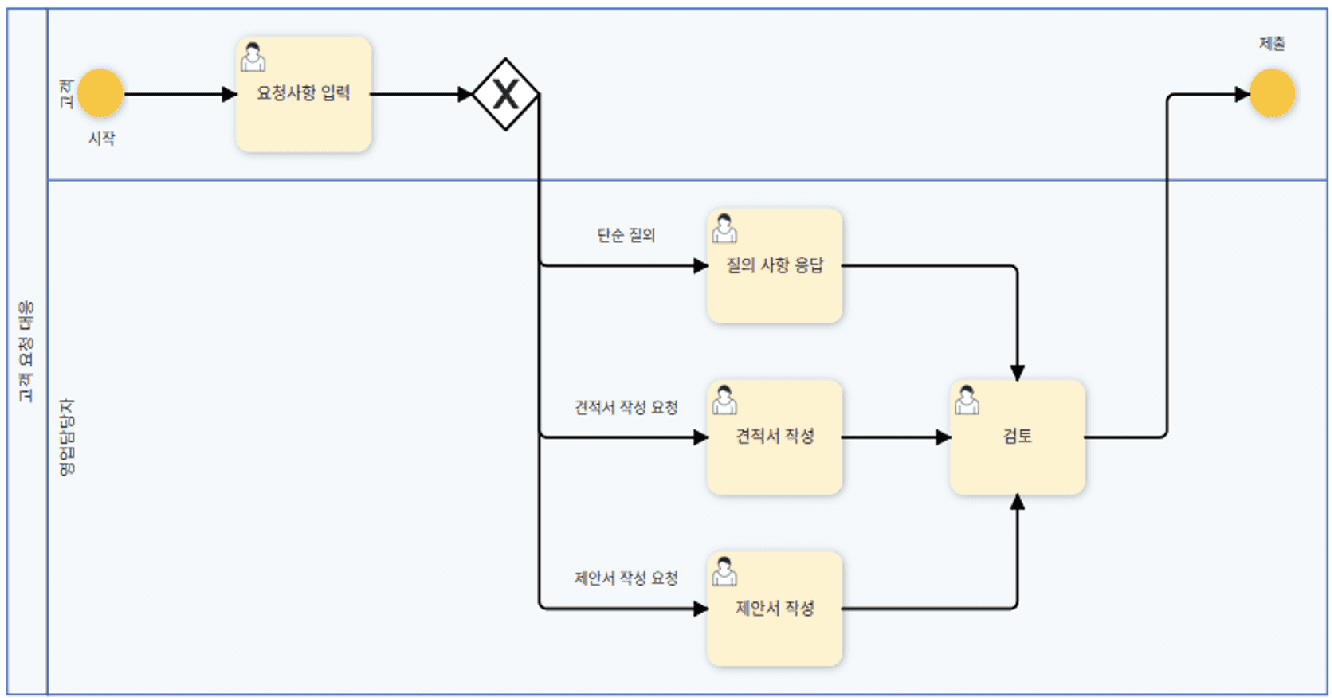 고객 요청 대응
고객
시작
요청사항 입력
X
제출
영업담당자
단순 질의
질의 사항 응답
견적서 작성 요청
견적서 작성
검토
제안서 작성 요청
제안서 작성